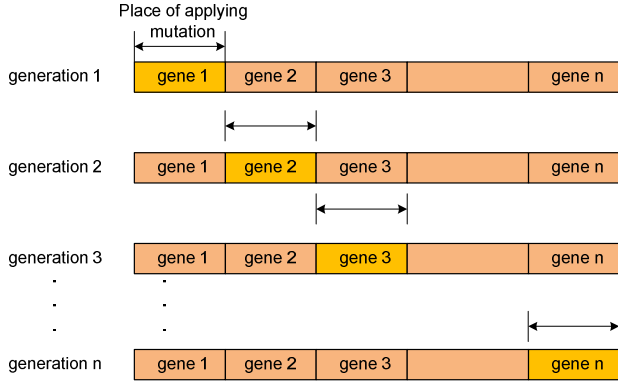 Place of applying
mutation
generation 1 gene 1 gene 2 gene 3 gene n
generation 2 gene 1 gene 2 gene 3 gene n
generation 3 gene 1 gene 2 gene 3 gene n
generation n gene 1 gene 2 gene 3 gene n